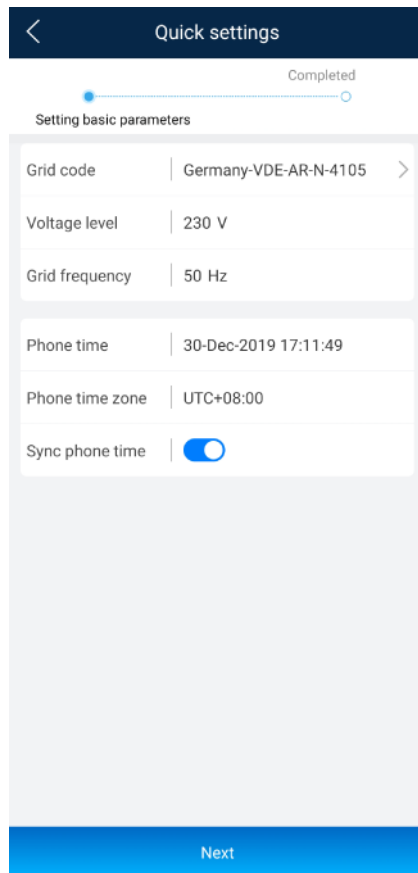 Quick settings
Completed
Setting basic parameters
Grid code Germany-VDE-AR-N-4105
Voltage level 230 V
Grid frequency 50 Hz
Phone time 30-Dec-2019 17:11:49
Phone time zone UTC+08:00
Sync phone time
Next